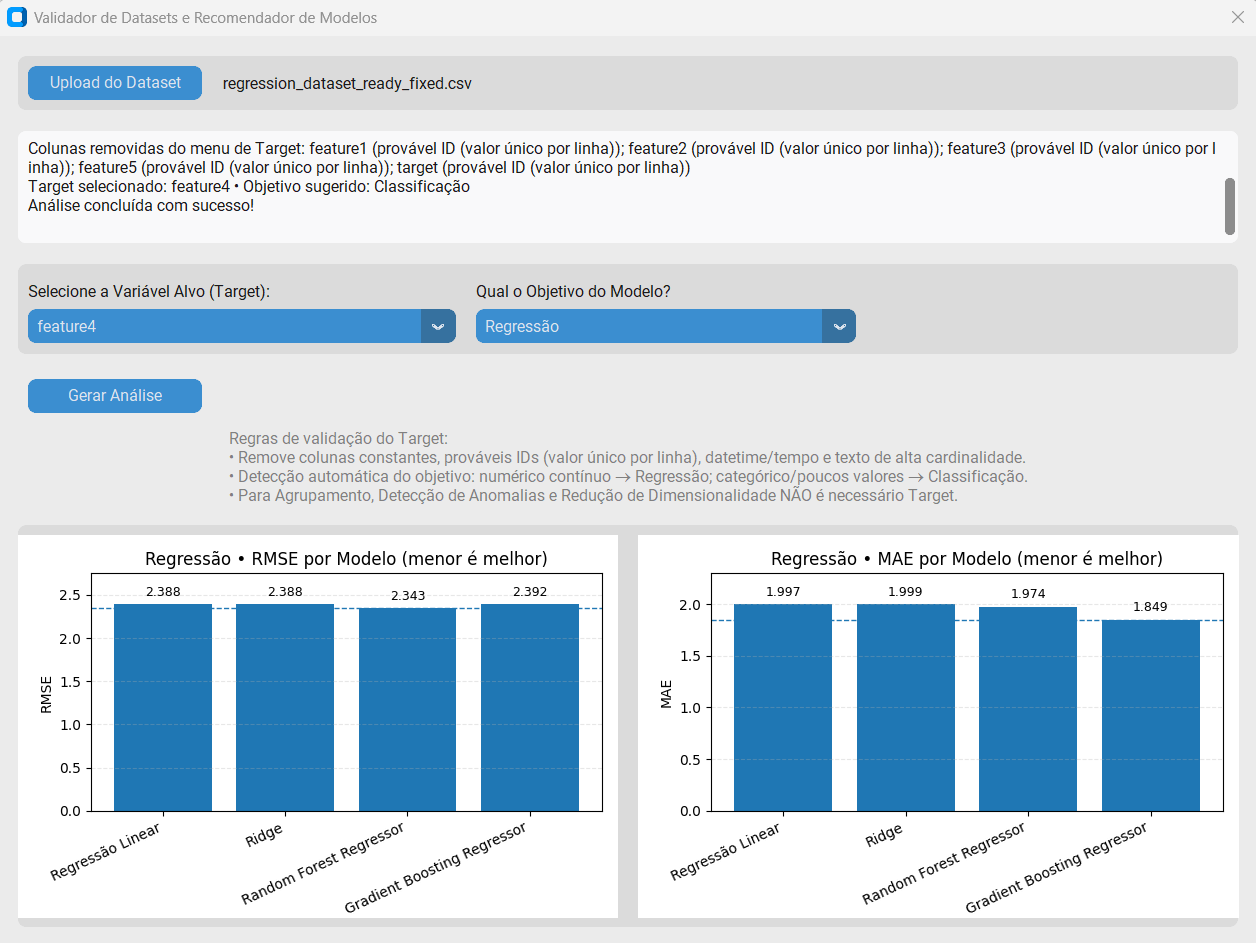 Validador de Datasets e Recomendador de Modelos
Upload do Dataset
regression_dataset_ready_fixed.csv
Colunas removidas do menu de Target: feature1 (provável ID (valor único por linha)); feature2 (provável ID (valor único por linha)); feature3 (provável ID (valor único por l
inha)); feature5 (provável ID (valor único por linha)); target (provável ID (valor único por linha))
Target selecionado: feature4 • Objetivo sugerido: Classificação
Análise concluída com sucesso!
Selecione a Variável Alvo (Target):
Qual o Objetivo do Modelo?
feature4
Regressão
Gerar Análise
Regras de validação do Target:
• Remove colunas constantes, prováveis IDs (valor único por linha), datetime/tempo e texto de alta cardinalidade.
• Detecção automática do objetivo: numérico contínuo → Regressão; categórico/poucos valores → Classificação.
• Para Agrupamento, Detecção de Anomalias e Redução de Dimensionalidade NÃO é necessário Target.
Regressão • RMSE por Modelo (menor é melhor)
2.388
2.388
2.343
2.392
2.5
2.0
1.5
1.0
0.5
0.0
RMSE
Regressão Linear
Ridge
Random Forest Regressor
Gradient Boosting Regressor
Regressão • MAE por Modelo (menor é melhor)
1.997
1.999
1.974
1.849
2.0
1.5
1.0
0.5
0.0
MAE
Regressão Linear
Ridge
Random Forest Regressor
Gradient Boosting Regressor